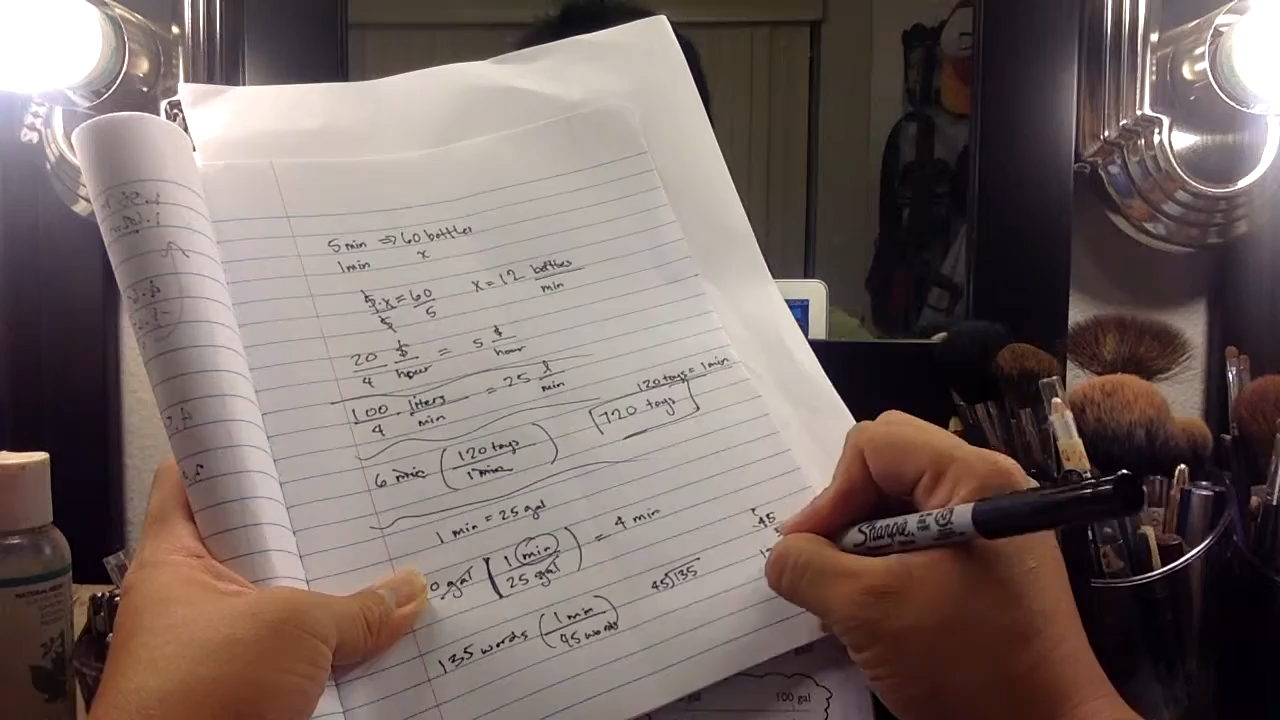 5 min ⇒ 60 bottles
1 min x
5·x = 60
5 5
x = 12 bottles
min
20 $ = 5 $
4 hour hour
100 liters = 25 l
4 min min
120 toys = 1 min
720 toys
6 min (120 toys
1 min)
1 min = 25 gal
0 gal (1 min
25 gal) = 4 min
135 words (1 min
45 words)
45)135
45
Sharpie
100 gal